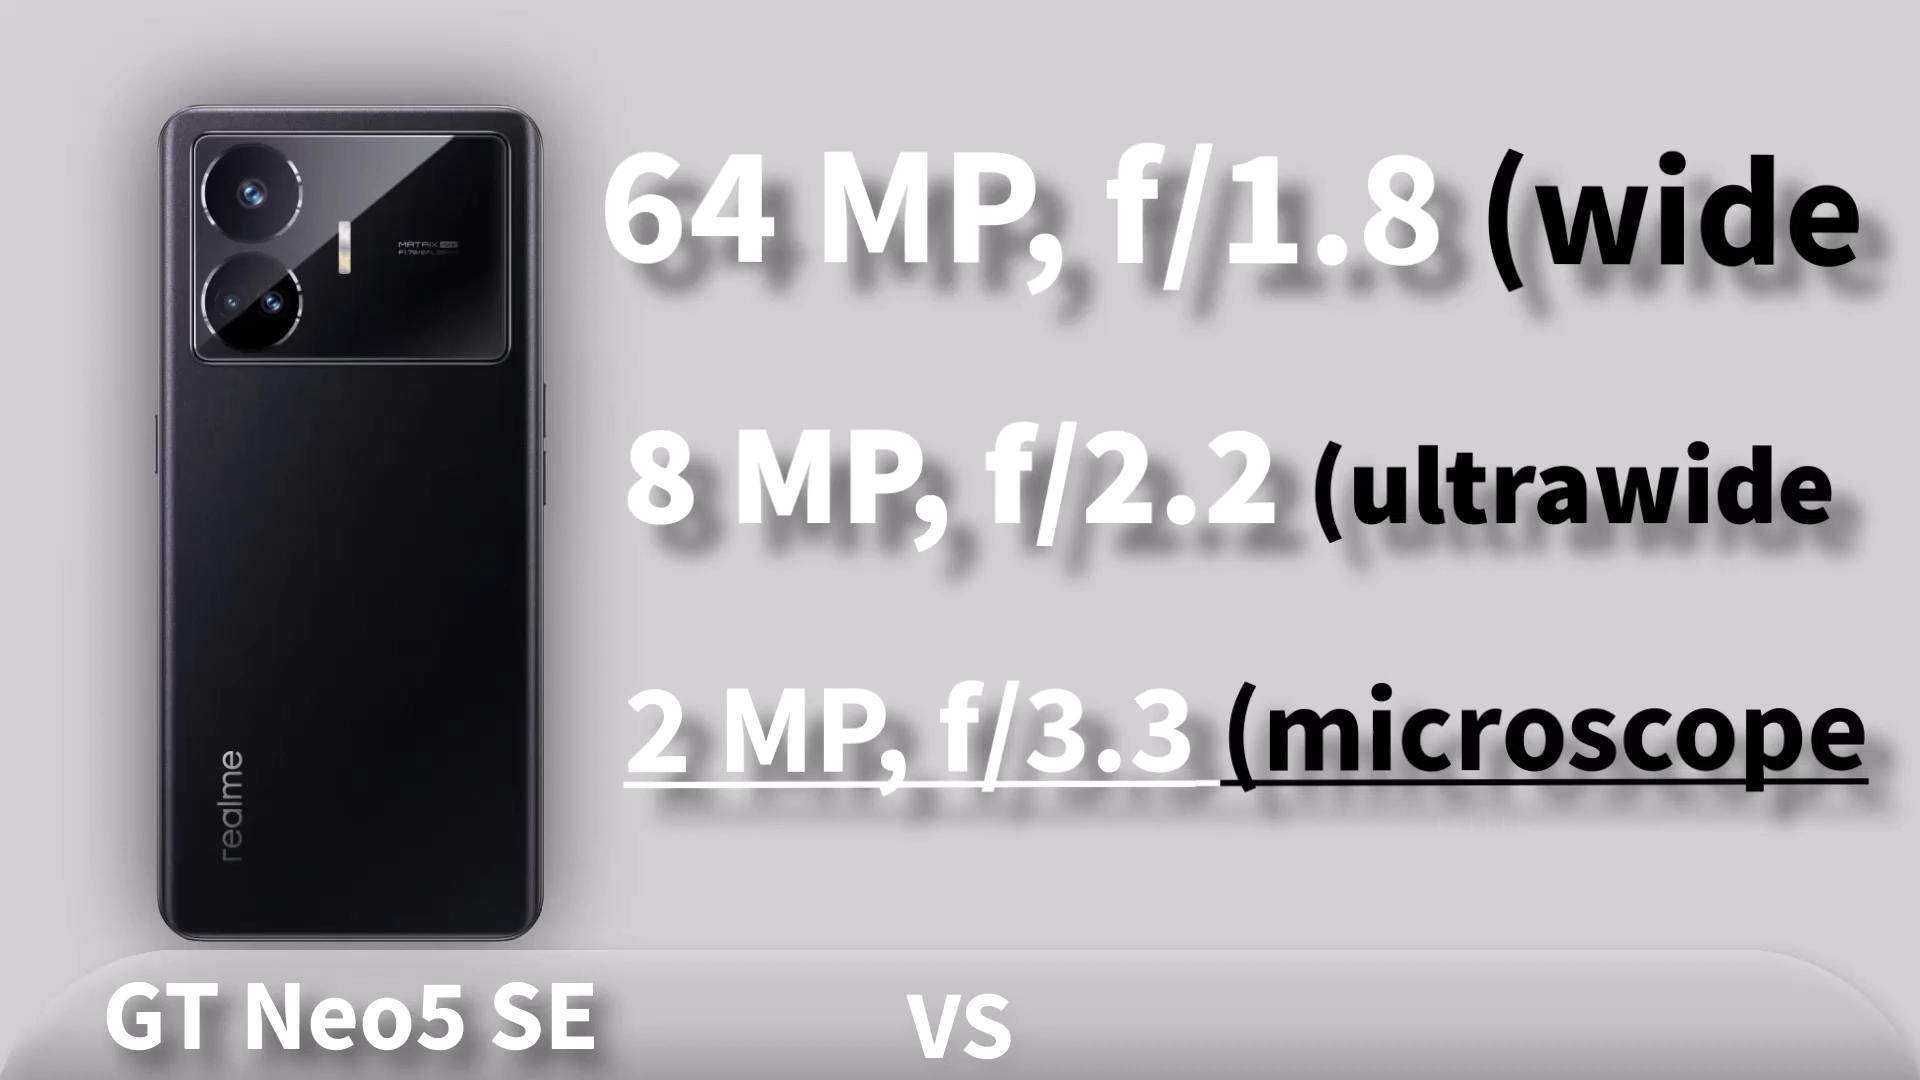 64 MP, f/1.8 (wide
8 MP, f/2.2 (ultrawide
2 MP, f/3.3 (microscope
MATRIX
realme
GT Neo5 SE
VS